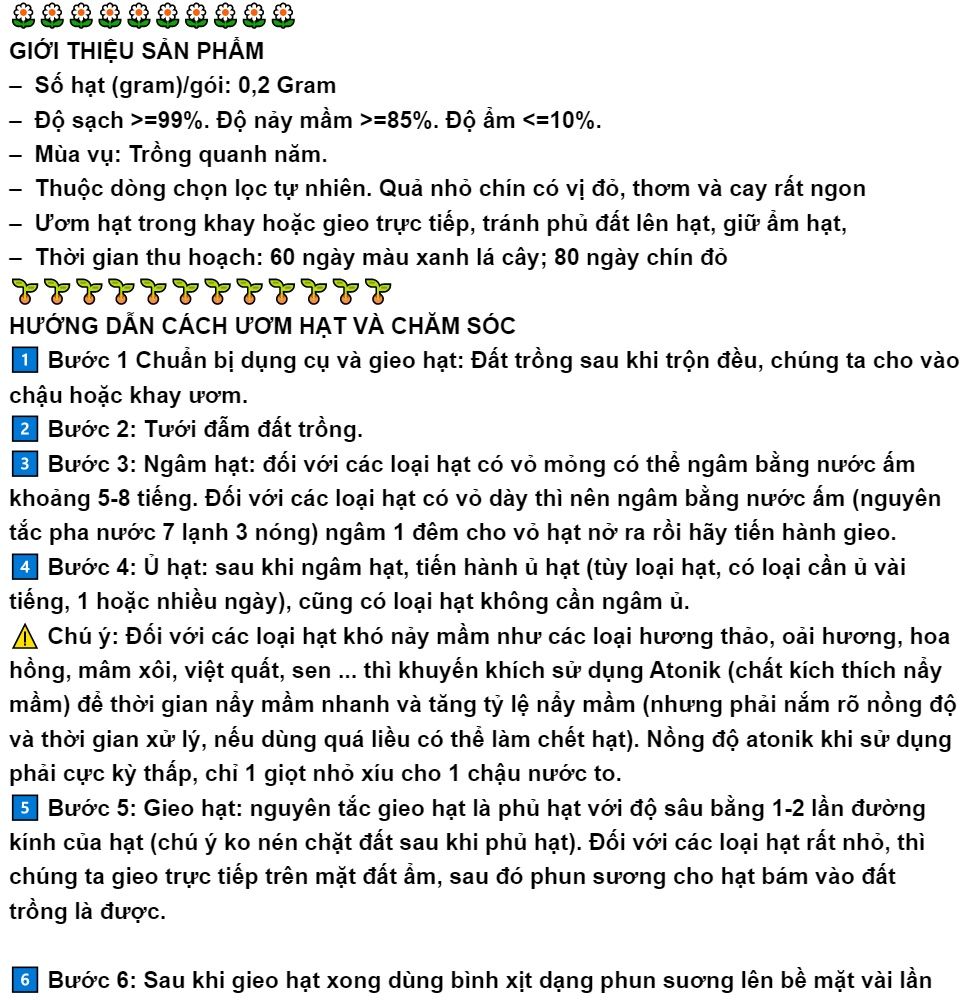 🌼🌼🌼🌼🌼🌼🌼🌼🌼🌼
GIỚI THIỆU SẢN PHẨM
–  Số hạt (gram)/gói: 0,2 Gram
–  Độ sạch >=99%. Độ nảy mầm >=85%. Độ ẩm <=10%.
–  Mùa vụ: Trồng quanh năm.
–  Thuộc dòng chọn lọc tự nhiên. Quả nhỏ chín có vị đỏ, thơm và cay rất ngon
–  Ươm hạt trong khay hoặc gieo trực tiếp, tránh phủ đất lên hạt, giữ ẩm hạt,
–  Thời gian thu hoạch: 60 ngày màu xanh lá cây; 80 ngày chín đỏ
🌱🌱🌱🌱🌱🌱🌱🌱🌱🌱🌱🌱
HƯỚNG DẪN CÁCH ƯƠM HẠT VÀ CHĂM SÓC
1️⃣ Bước 1 Chuẩn bị dụng cụ và gieo hạt: Đất trồng sau khi trộn đều, chúng ta cho vào
chậu hoặc khay ươm.
2️⃣ Bước 2: Tưới đẫm đất trồng.
3️⃣ Bước 3: Ngâm hạt: đối với các loại hạt có vỏ mỏng có thể ngâm bằng nước ấm
khoảng 5-8 tiếng. Đối với các loại hạt có vỏ dày thì nên ngâm bằng nước ấm (nguyên
tắc pha nước 7 lạnh 3 nóng) ngâm 1 đêm cho vỏ hạt nở ra rồi hãy tiến hành gieo.
4️⃣ Bước 4: Ủ hạt: sau khi ngâm hạt, tiến hành ủ hạt (tùy loại hạt, có loại cần ủ vài
tiếng, 1 hoặc nhiều ngày), cũng có loại hạt không cần ngâm ủ.
⚠️ Chú ý: Đối với các loại hạt khó nảy mầm như các loại hương thảo, oải hương, hoa
hồng, mâm xôi, việt quất, sen ... thì khuyến khích sử dụng Atonik (chất kích thích nẩy
mầm) để thời gian nẩy mầm nhanh và tăng tỷ lệ nẩy mầm (nhưng phải nắm rõ nồng độ
và thời gian xử lý, nếu dùng quá liều có thể làm chết hạt). Nồng độ atonik khi sử dụng
phải cực kỳ thấp, chỉ 1 giọt nhỏ xíu cho 1 chậu nước to.
5️⃣ Bước 5: Gieo hạt: nguyên tắc gieo hạt là phủ hạt với độ sâu bằng 1-2 lần đường
kính của hạt (chú ý ko nén chặt đất sau khi phủ hạt). Đối với các loại hạt rất nhỏ, thì
chúng ta gieo trực tiếp trên mặt đất ẩm, sau đó phun sương cho hạt bám vào đất
trồng là được.
6️⃣ Bước 6: Sau khi gieo hạt xong dùng bình xịt dạng phun suơng lên bề mặt vài lần